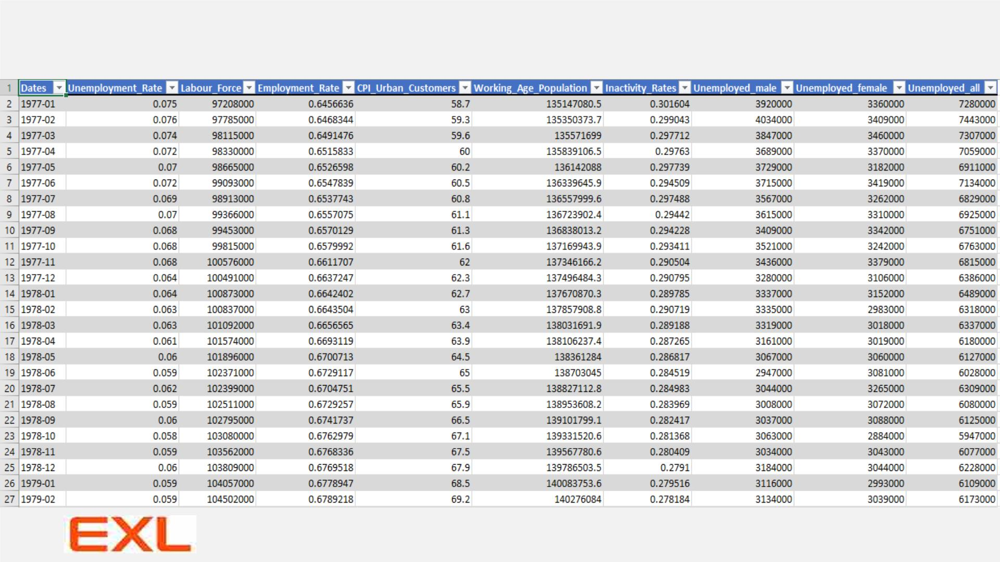 1 Dates Unemployment_Rate Labour_Force Employment_Rate CPI_Urban_Customers Working_Age_Population Inactivity_Rates Unemployed_male Unemployed_female Unemployed_all
2 1977-01 0.075 97208000 0.6456636 58.7 135147080.5 0.301604 3920000 3360000 7280000
3 1977-02 0.076 97785000 0.6468344 59.3 135350373.7 0.299043 4034000 3409000 7443000
4 1977-03 0.074 98115000 0.6491476 59.6 135571699 0.297712 3847000 3460000 7307000
5 1977-04 0.072 98330000 0.6515833 60 135839106.5 0.29763 3689000 3370000 7059000
6 1977-05 0.07 98665000 0.6526598 60.2 136142088 0.297739 3729000 3182000 6911000
7 1977-06 0.072 99093000 0.6547839 60.5 136339645.9 0.294509 3715000 3419000 7134000
8 1977-07 0.069 98913000 0.6537743 60.8 136557999.6 0.297488 3567000 3262000 6829000
9 1977-08 0.07 99366000 0.6557075 61.1 136723902.4 0.29442 3615000 3310000 6925000
10 1977-09 0.068 99453000 0.6570129 61.3 136838013.2 0.294228 3409000 3342000 6751000
11 1977-10 0.068 99815000 0.6579992 61.6 137169943.9 0.293411 3521000 3242000 6763000
12 1977-11 0.068 100576000 0.6611707 62 137346166.2 0.290504 3436000 3379000 6815000
13 1977-12 0.064 100491000 0.6637247 62.3 137496484.3 0.290795 3280000 3106000 6386000
14 1978-01 0.064 100873000 0.6642402 62.7 137670870.3 0.289785 3337000 3152000 6489000
15 1978-02 0.063 100837000 0.6643504 63 137857908.8 0.290719 3335000 2983000 6318000
16 1978-03 0.063 101092000 0.6656565 63.4 138031691.9 0.289188 3319000 3018000 6337000
17 1978-04 0.061 101574000 0.6693119 63.9 138106237.4 0.287265 3161000 3019000 6180000
18 1978-05 0.06 101896000 0.6700713 64.5 138361284 0.286817 3067000 3060000 6127000
19 1978-06 0.059 102371000 0.6729117 65 138703045 0.284519 2947000 3081000 6028000
20 1978-07 0.062 102399000 0.6704751 65.5 138827112.8 0.284983 3044000 3265000 6309000
21 1978-08 0.059 102511000 0.6729257 65.9 138953608.2 0.283969 3008000 3072000 6080000
22 1978-09 0.06 102795000 0.6741737 66.5 139101799.1 0.282417 3037000 3088000 6125000
23 1978-10 0.058 103080000 0.6762979 67.1 139331520.6 0.281368 3063000 2884000 5947000
24 1978-11 0.059 103562000 0.6768336 67.5 139567780.6 0.280409 3034000 3043000 6077000
25 1978-12 0.06 103809000 0.6769518 67.9 139786503.5 0.2791 3184000 3044000 6228000
26 1979-01 0.059 104057000 0.6778947 68.5 140083753.6 0.279516 3116000 2993000 6109000
27 1979-02 0.059 104502000 0.6789218 69.2 140276084 0.278184 3134000 3039000 6173000
EXL